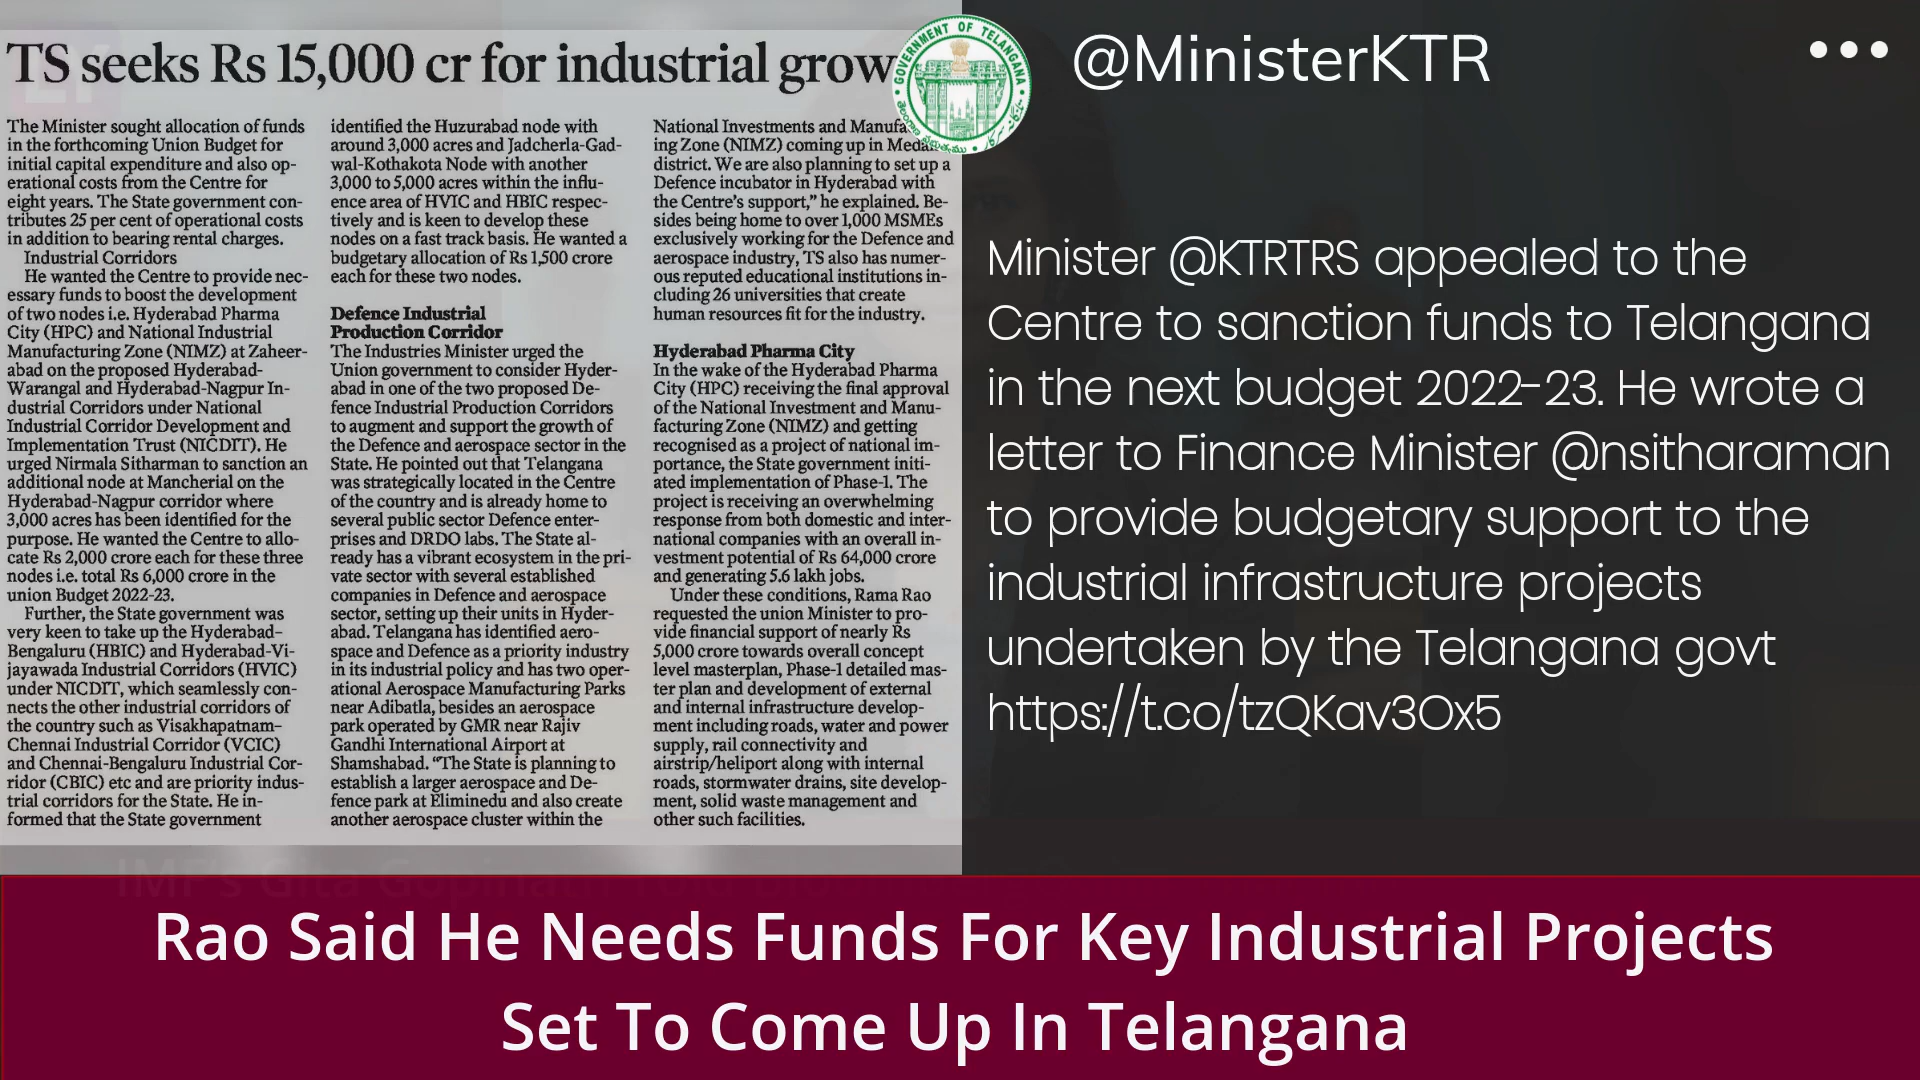 TS seeks Rs 15,000 cr for industrial grow
The Minister sought allocation of funds
in the forthcoming Union Budget for
initial capital expenditure and also op-
erational costs from the Centre for
eight years. The State government con-
tributes 25 per cent of operational costs
in addition to bearing rental charges.
Industrial Corridors
He wanted the Centre to provide nec-
essary funds to boost the development
of two nodes i.e. Hyderabad Pharma
City (HPC) and National Industrial
Manufacturing Zone (NIMZ) at Zaheer-
abad on the proposed Hyderabad-
Warangal and Hyderabad-Nagpur In-
dustrial Corridors under National
Industrial Corridor Development and
Implementation Trust (NICDIT). He
urged Nirmala Sitharman to sanction an
additional node at Mancherial on the
Hyderabad-Nagpur corridor where
3,000 acres has been identified for the
purpose. He wanted the Centre to allo-
cate Rs 2,000 crore each for these three
nodes i.e. total Rs 6,000 crore in the
union Budget 2022-23.
Further, the State government was
very keen to take up the Hyderabad–
Bengaluru (HBIC) and Hyderabad-Vi-
jayawada Industrial Corridors (HVIC)
under NICDIT, which seamlessly con-
nects the other industrial corridors of
the country such as Visakhapatnam–
Chennai Industrial Corridor (VCIC)
and Chennai-Bengaluru Industrial Cor-
ridor (CBIC) etc and are priority indus-
trial corridors for the State. He in-
formed that the State government
identified the Huzurabad node with
around 3,000 acres and Jadcherla-Gad-
wal-Kothakota Node with another
3,000 to 5,000 acres within the influ-
ence area of HVIC and HBIC respec-
tively and is keen to develop these
nodes on a fast track basis. He wanted a
budgetary allocation of Rs 1,500 crore
each for these two nodes.
Defence Industrial
Production Corridor
The Industries Minister urged the
Union government to consider Hyder-
abad in one of the two proposed De-
fence Industrial Production Corridors
to augment and support the growth of
the Defence and aerospace sector in the
State. He pointed out that Telangana
was strategically located in the Centre
of the country and is already home to
several public sector Defence enter-
prises and DRDO labs. The State al-
ready has a vibrant ecosystem in the pri-
vate sector with several established
companies in Defence and aerospace
sector, setting up their units in Hyder-
abad. Telangana has identified aero-
space and Defence as a priority industry
in its industrial policy and has two oper-
ational Aerospace Manufacturing Parks
near Adibatla, besides an aerospace
park operated by GMR near Rajiv
Gandhi International Airport at
Shamshabad. “The State is planning to
establish a larger aerospace and De-
fence park at Eliminedu and also create
another aerospace cluster within the
National Investments and Manufa
ing Zone (NIMZ) coming up in Meda
district. We are also planning to set up a
Defence incubator in Hyderabad with
the Centre’s support,” he explained. Be-
sides being home to over 1,000 MSMEs
exclusively working for the Defence and
aerospace industry, TS also has numer-
ous reputed educational institutions in-
cluding 26 universities that create
human resources fit for the industry.
Hyderabad Pharma City
In the wake of the Hyderabad Pharma
City (HPC) receiving the final approval
of the National Investment and Manu-
facturing Zone (NIMZ) and getting
recognised as a project of national im-
portance, the State government initi-
ated implementation of Phase-1. The
project is receiving an overwhelming
response from both domestic and inter-
national companies with an overall in-
vestment potential of Rs 64,000 crore
and generating 5.6 lakh jobs.
Under these conditions, Rama Rao
requested the union Minister to pro-
vide financial support of nearly Rs
5,000 crore towards overall concept
level masterplan, Phase-1 detailed mas-
ter plan and development of external
and internal infrastructure develop-
ment including roads, water and power
supply, rail connectivity and
airstrip/heliport along with internal
roads, stormwater drains, site develop-
ment, solid waste management and
other such facilities.
GOVERNMENT OF TELANGANA
@MinisterKTR
Minister @KTRTRS appealed to the
Centre to sanction funds to Telangana
in the next budget 2022-23. He wrote a
letter to Finance Minister @nsitharaman
to provide budgetary support to the
industrial infrastructure projects
undertaken by the Telangana govt
https://t.co/tzQKav3Ox5
IMF's Gita Gopinath
Rao Said He Needs Funds For Key Industrial Projects
Set To Come Up In Telangana